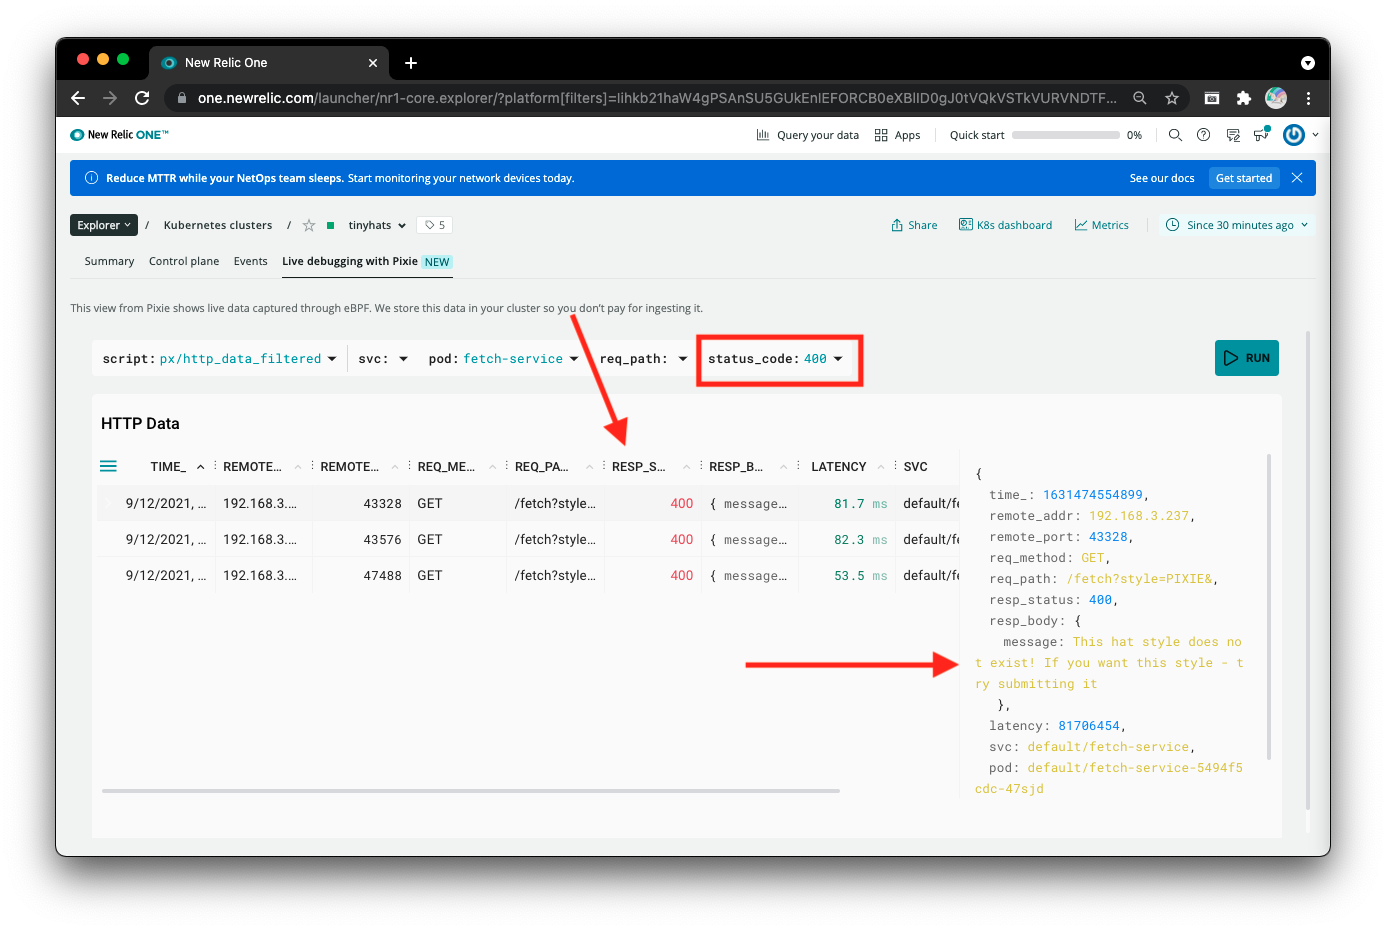 New Relic One
one.newrelic.com/launcher/nr1-core.explorer/?platform[filters]=Iihkb21haW4gPSAnSU5GUkEnIEFORCB0eXBlID0gJ0tVQkVSTkVURVNDTF...
New Relic ONE™
Query your data
Apps
Quick start
0%
Reduce MTTR while your NetOps team sleeps. Start monitoring your network devices today.
See our docs
Get started
Explorer / Kubernetes clusters / tinyhats
5
Share
K8s dashboard
Metrics
Since 30 minutes ago
Summary
Control plane
Events
Live debugging with Pixie NEW
This view from Pixie shows live data captured through eBPF. We store this data in your cluster so you don't pay for ingesting it.
script: px/http_data_filtered
svc:
pod: fetch-service
req_path:
status_code: 400
RUN
HTTP Data
TIME_ REMOTE... REMOTE... REQ_ME... REQ_PA... RESP_S... RESP_B... LATENCY SVC
9/12/2021, ... 192.168.3.... 43328 GET /fetch?style... 400 { message... 81.7 ms default/fe
9/12/2021, ... 192.168.3.... 43576 GET /fetch?style... 400 { message... 82.3 ms default/fe
9/12/2021, ... 192.168.3.... 47488 GET /fetch?style... 400 { message... 53.5 ms default/fe
{
time_: 1631474554899,
remote_addr: 192.168.3.237,
remote_port: 43328,
req_method: GET,
req_path: /fetch?style=PIXIE&,
resp_status: 400,
resp_body: {
message: This hat style does no
t exist! If you want this style - t
ry submitting it
},
latency: 81706454,
svc: default/fetch-service,
pod: default/fetch-service-5494f5
cdc-47sjd